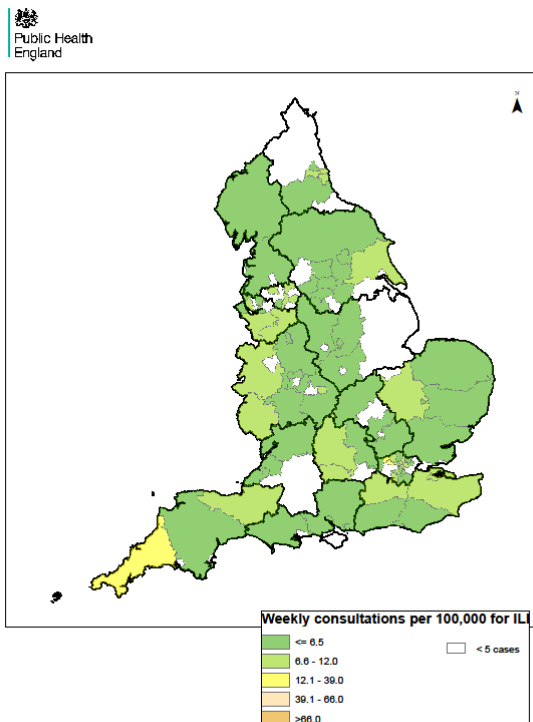 Public Health
England
N
Weekly consultations per 100,000 for ILI
<= 6.5
6.6 - 12.0
12.1 - 39.0
39.1 - 66.0
>66.0
< 5 cases